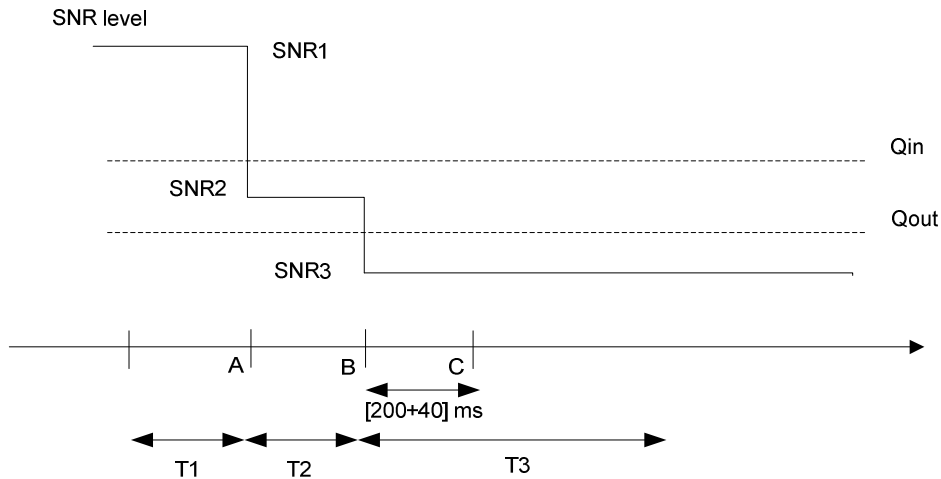 SNR level
SNR1
Qin
SNR2
Qout
SNR3
A
B
C
[200+40] ms
T1
T2
T3